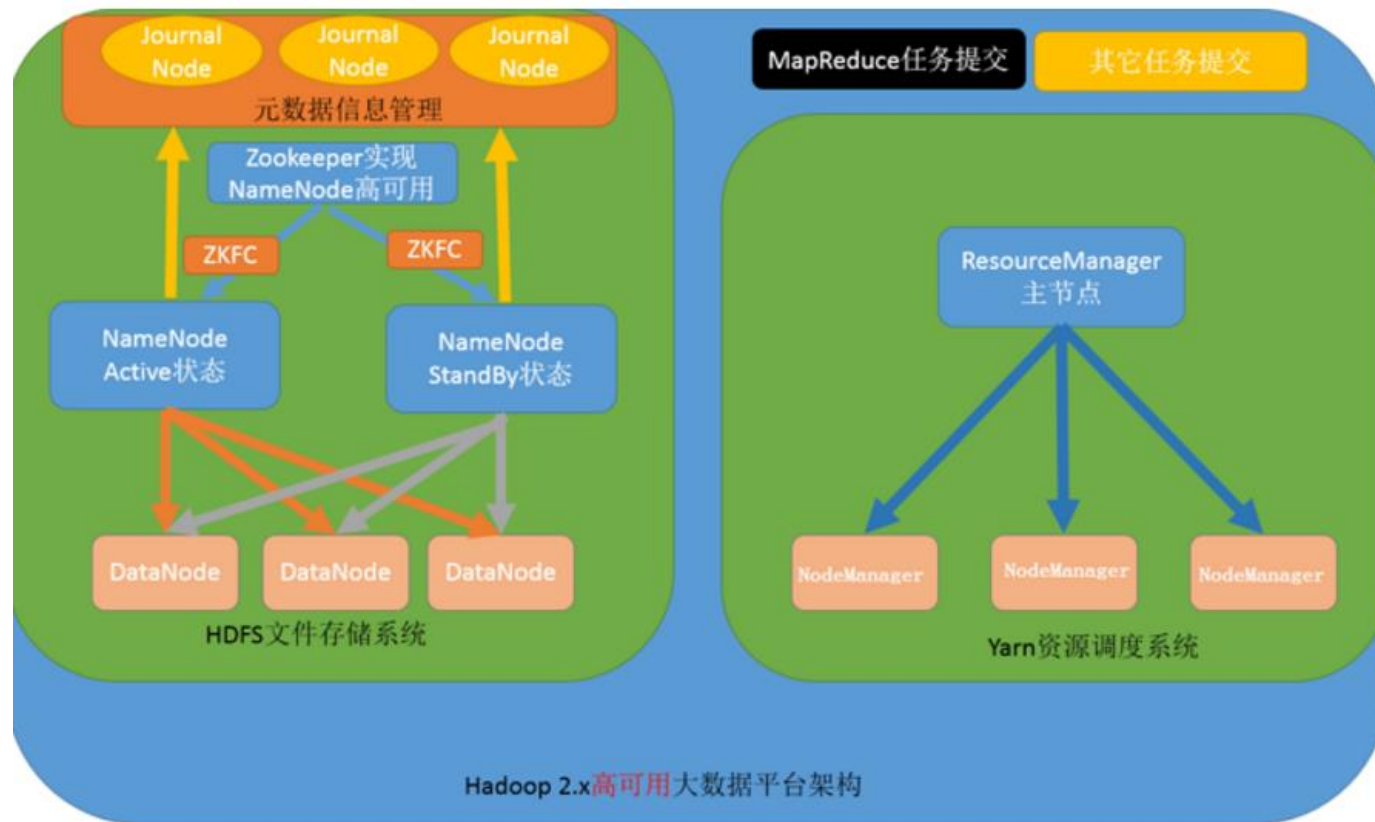 Journal
Node
Journal
Node
Journal
Node
元数据信息管理
Zookeeper实现
NameNode高可用
ZKFC
ZKFC
NameNode
Active状态
NameNode
StandBy状态
DataNode
DataNode
DataNode
HDFS文件存储系统
MapReduce任务提交
其它任务提交
ResourceManager
主节点
NodeManager
NodeManager
NodeManager
Yarn资源调度系统
Hadoop 2.x高可用大数据平台架构